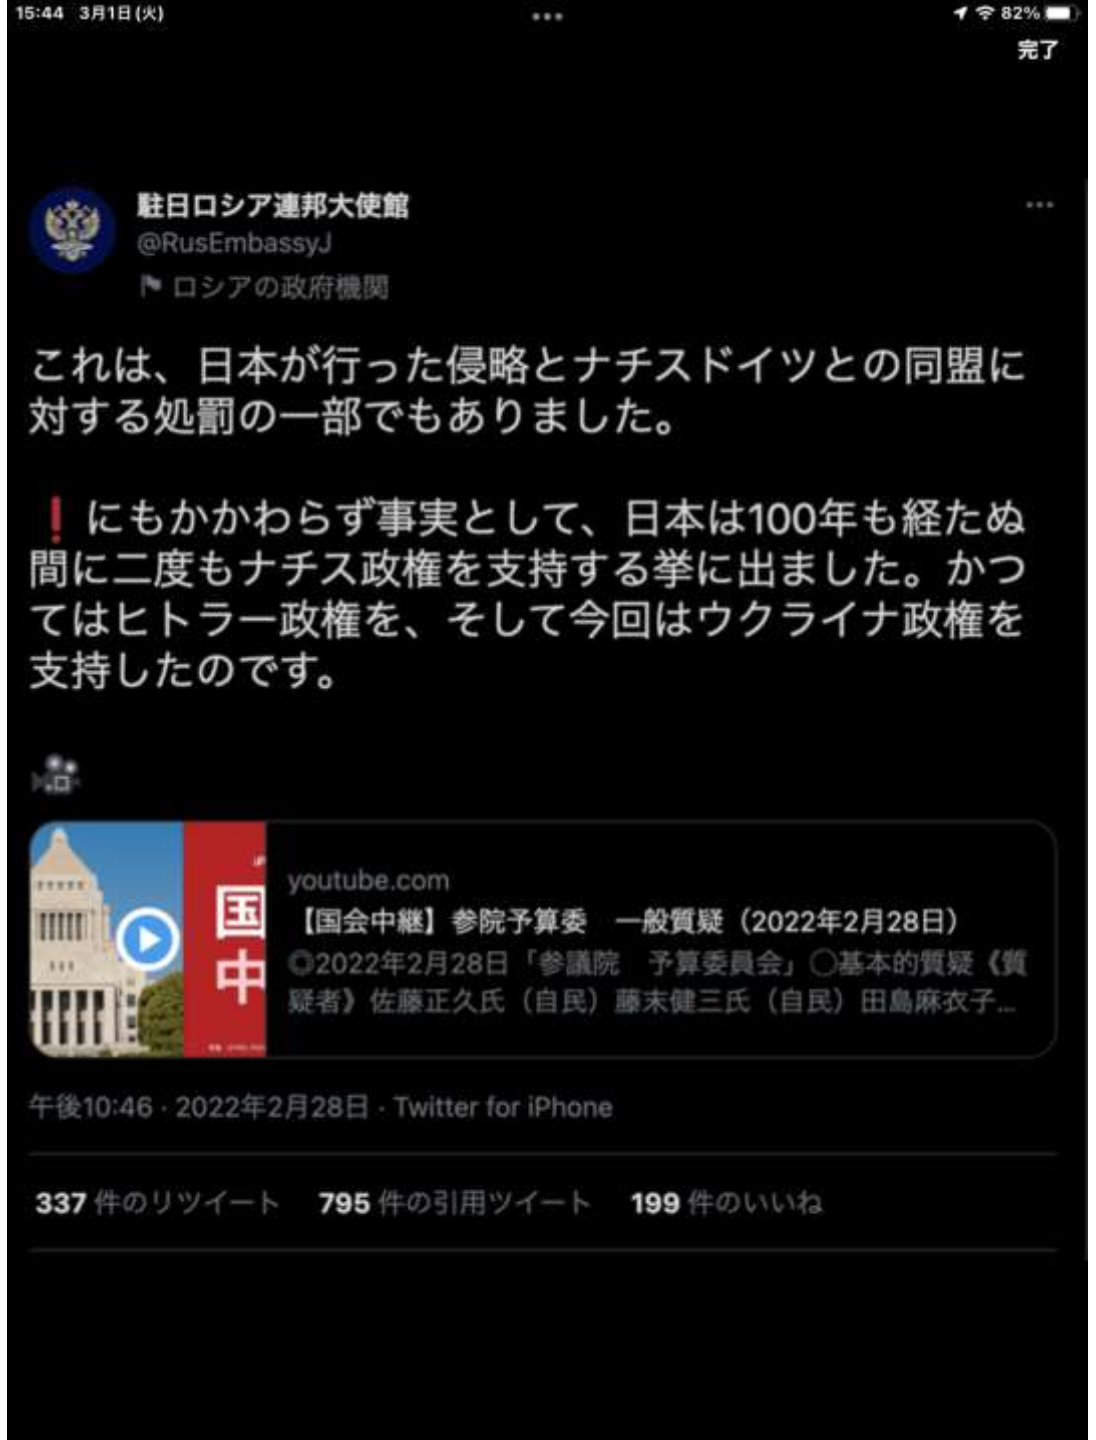 15:44 3月1日(火)
82%
完了
駐日ロシア連邦大使館
@RusEmbassyJ
ロシアの政府機関
これは、日本が行った侵略とナチスドイツとの同盟に
対する処罰の一部でもありました。
❗にもかかわらず事実として、日本は100年も経たぬ
間に二度もナチス政権を支持する挙に出ました。かつ
てはヒトラー政権を、そして今回はウクライナ政権を
支持したのです。
国
中
youtube.com
【国会中継】参院予算委　一般質疑（2022年2月28日）
◎2022年2月28日「参議院　予算委員会」〇基本的質疑《質
疑者》佐藤正久氏（自民）藤末健三氏（自民）田島麻衣子...
午後10:46 · 2022年2月28日 · Twitter for iPhone
337 件のリツイート 795 件の引用ツイート 199 件のいいね